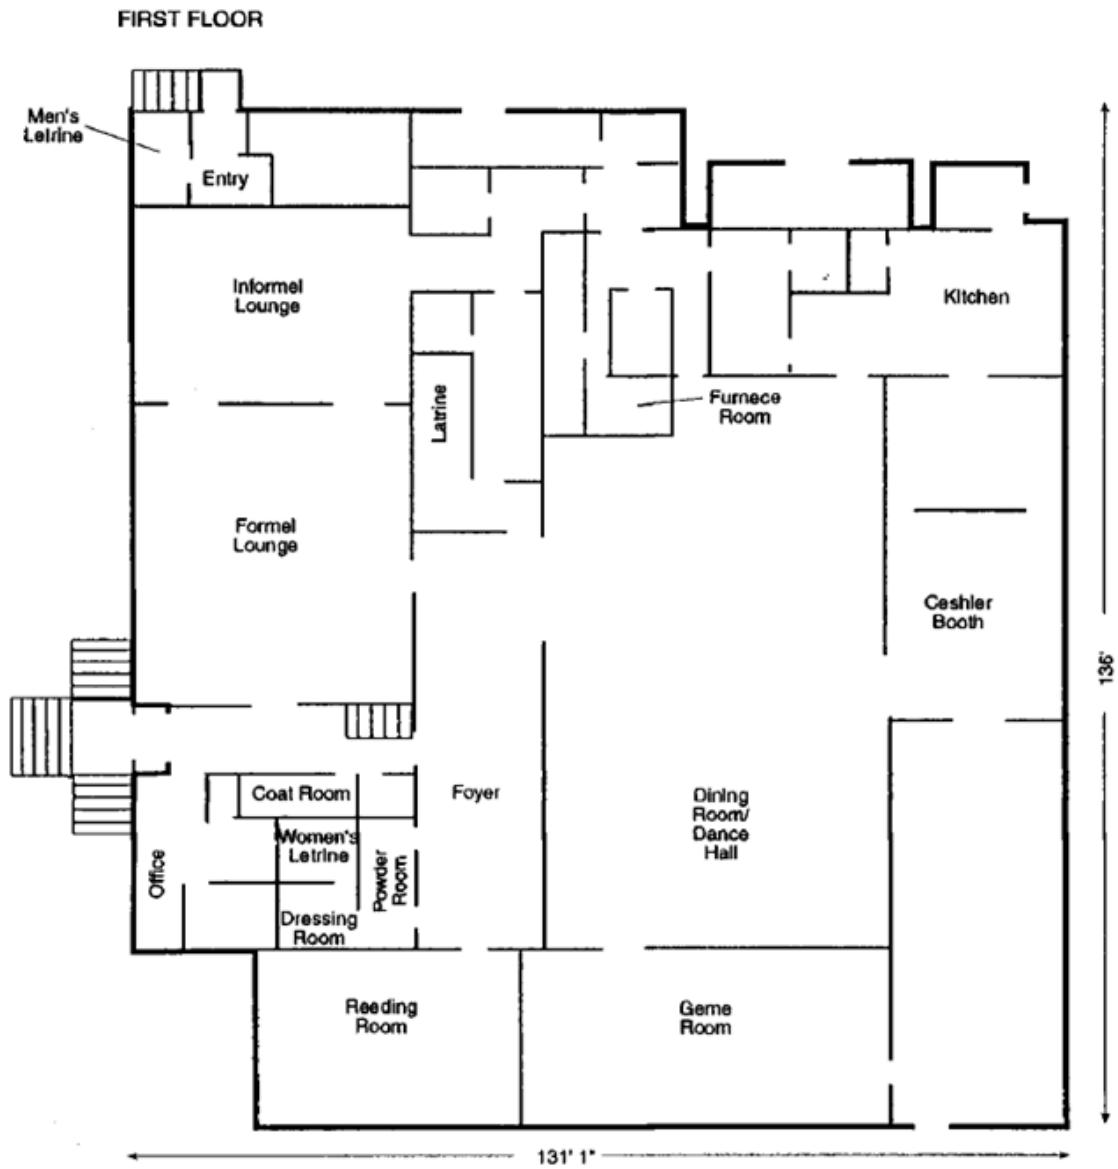 FIRST FLOOR
Men's
Letrine
Entry
Informel
Lounge
Kitchen
Furnece
Room
Latrine
Formel
Lounge
Ceshler
Booth
136'
Coat Room
Foyer
Dining
Room/
Dance
Hall
Women's
Letrine
Office
Powder
Room
Dressing
Room
Reeding
Room
Geme
Room
131' 1"